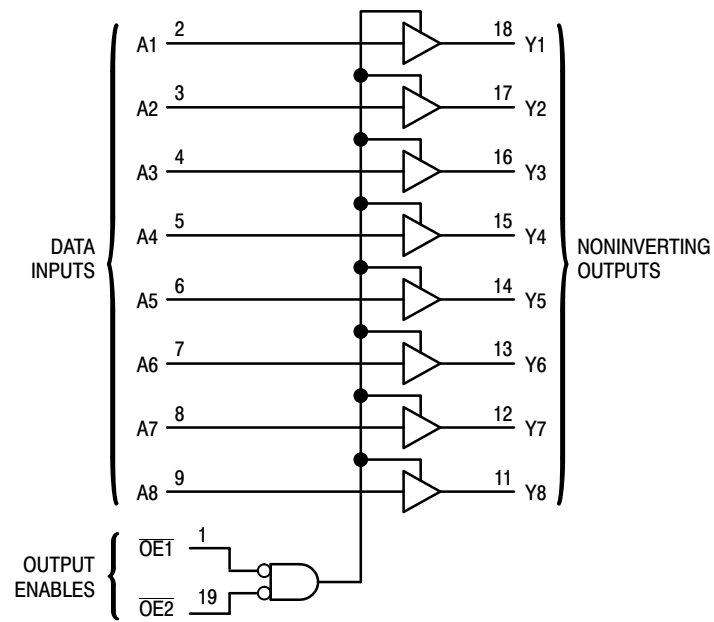 A1 2 18 Y1
A2 3 17 Y2
A3 4 16 Y3
A4 5 15 Y4
DATA
INPUTS
NONINVERTING
OUTPUTS
A5 6 14 Y5
A6 7 13 Y6
A7 8 12 Y7
A8 9 11 Y8
OUTPUT
ENABLES
OE1 1
OE2 19